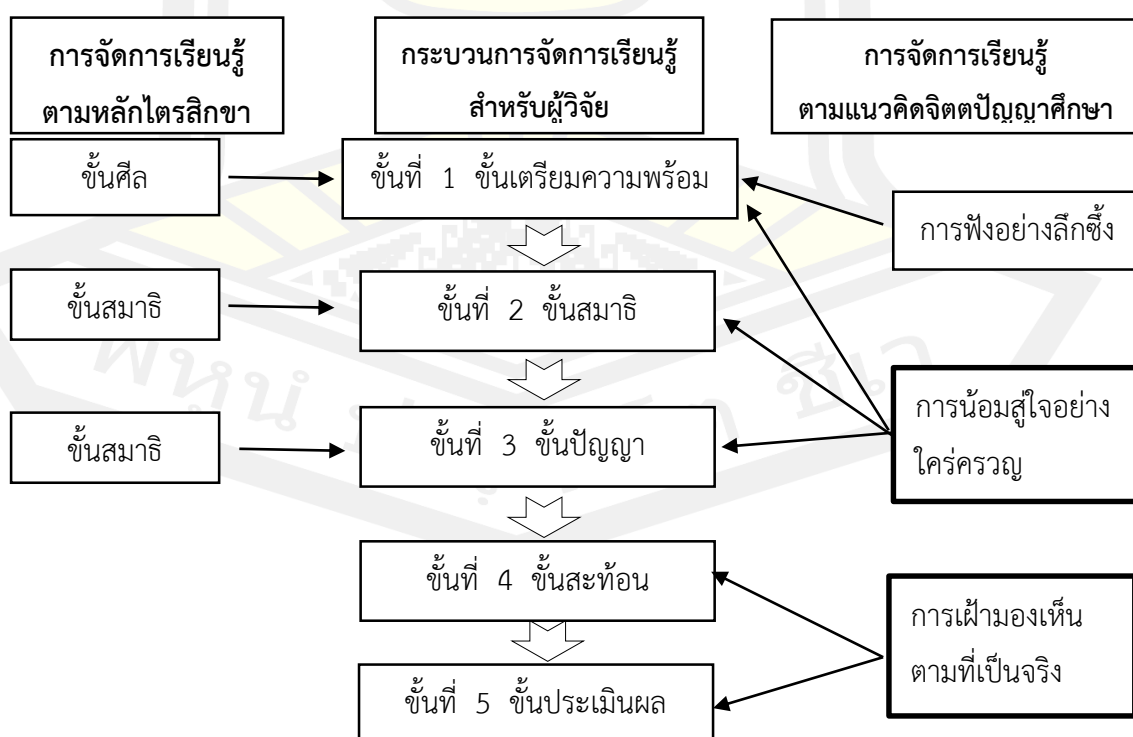 การจัดการเรียนรู้
ตามหลักไตรสิกขา
กระบวนการจัดการเรียนรู้
สำหรับผู้วิจัย
การจัดการเรียนรู้
ตามแนวคิดจิตตปัญญาศึกษา
ขั้นศีล
ขั้นที่ 1 ขั้นเตรียมความพร้อม
การฟังอย่างลึกซึ้ง
ขั้นสมาธิ
ขั้นที่ 2 ขั้นสมาธิ
ขั้นสมาธิ
ขั้นที่ 3 ขั้นปัญญา
การน้อมสู่ใจอย่าง
ใคร่ครวญ
ขั้นที่ 4 ขั้นสะท้อน
การเฝ้ามองเห็น
ตามที่เป็นจริง
ขั้นที่ 5 ขั้นประเมินผล